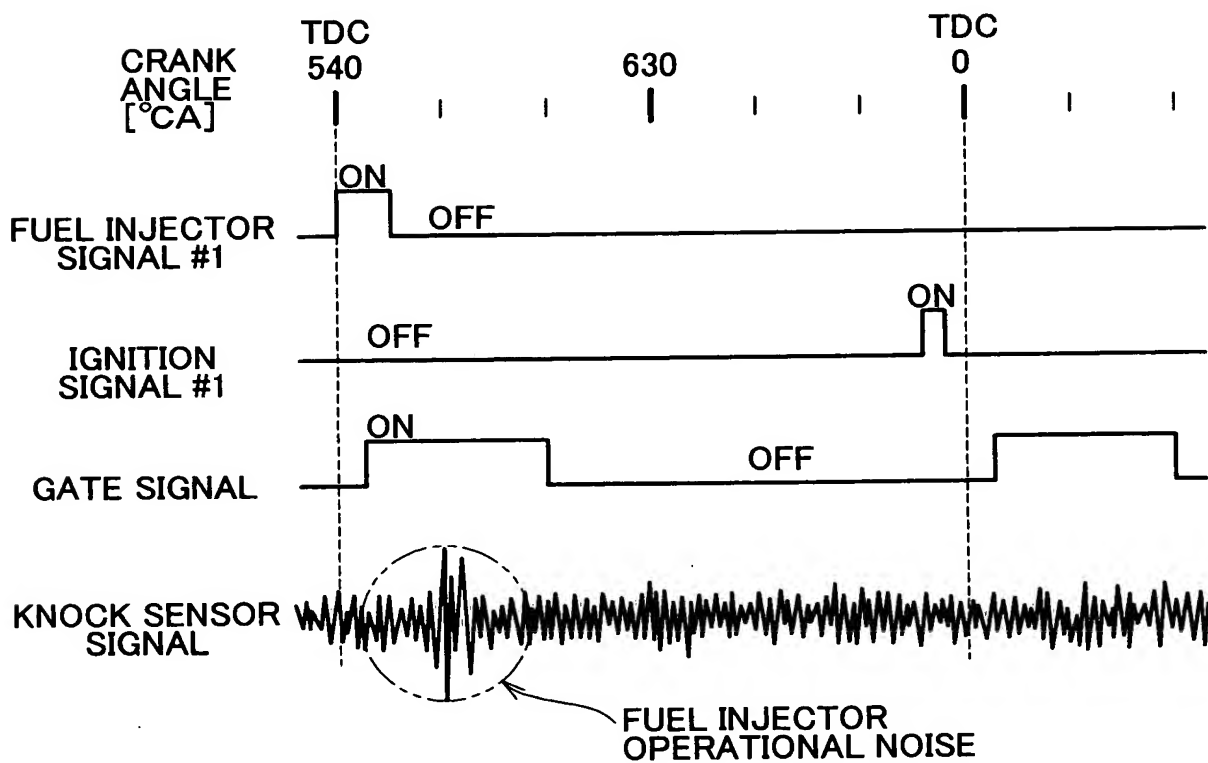 TDC
TDC
CRANK
ANGLE
[°CA]
540
630
0
ON
FUEL INJECTOR
SIGNAL #1
OFF
ON
IGNITION
SIGNAL #1
OFF
ON
GATE SIGNAL
OFF
KNOCK SENSOR
SIGNAL
FUEL INJECTOR
OPERATIONAL NOISE